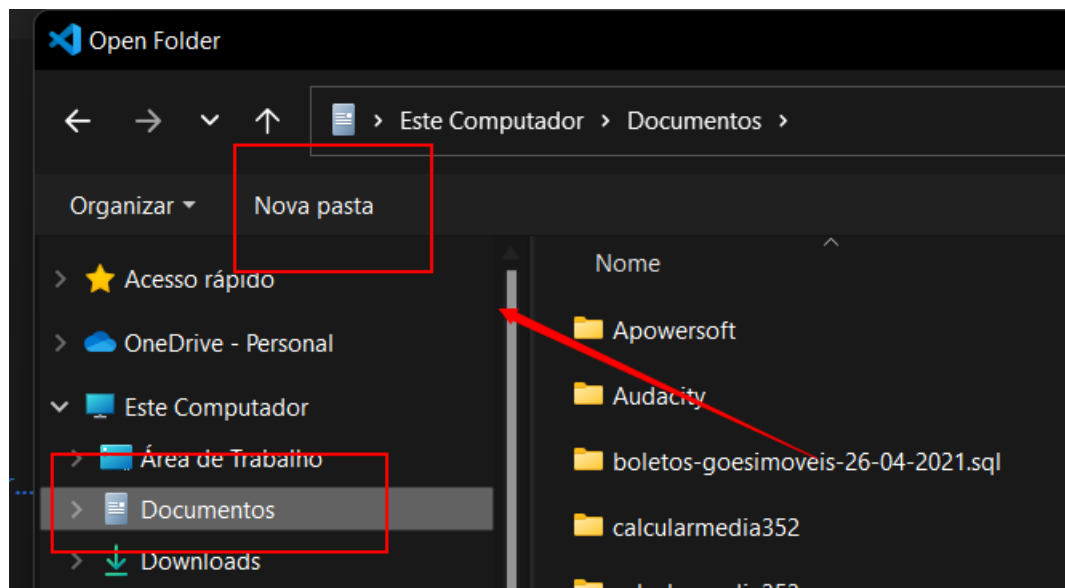 Open Folder
Este Computador > Documentos >
Organizar
Nova pasta
Acesso rápido
OneDrive - Personal
Este Computador
Área de Trabalho
Documentos
Downloads
Nome
Apowersoft
Audacity
boletos-goesimoveis-26-04-2021.sql
calcularmedia352